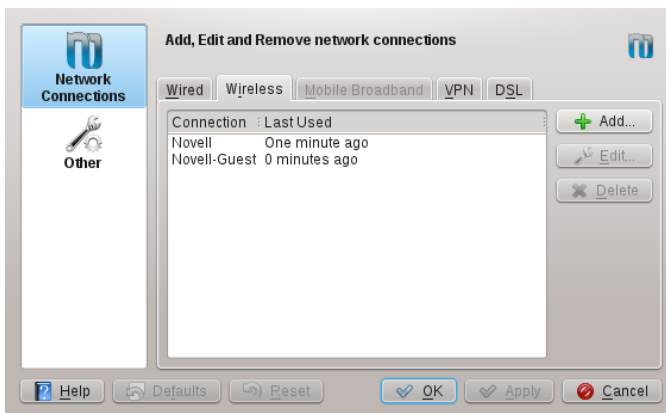 Add, Edit and Remove network connections
Network
Connections
Other
Wired Wireless Mobile Broadband VPN DSL
Connection Last Used
Novell One minute ago
Novell-Guest 0 minutes ago
Add...
Edit...
Delete
Help Defaults Reset OK Apply Cancel